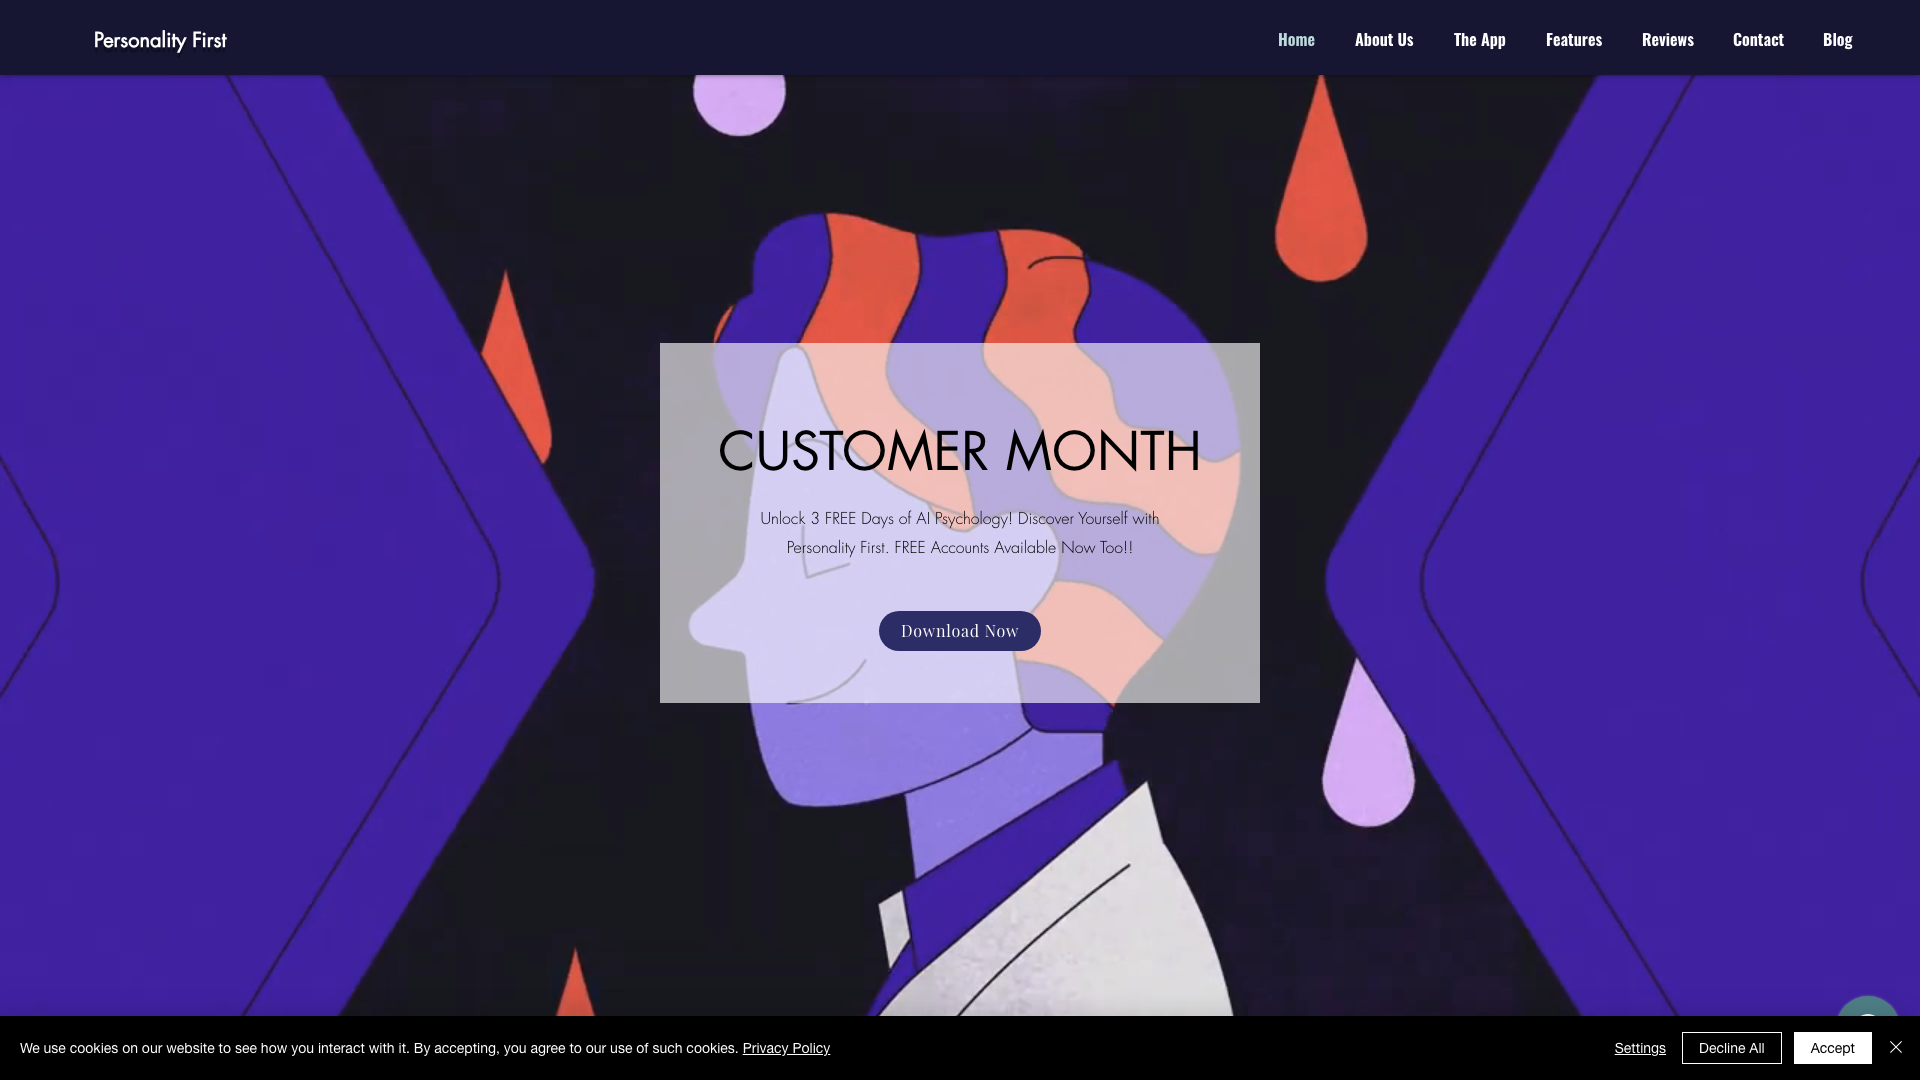 Personality First
Home
About Us
The App
Features
Reviews
Contact
Blog
CUSTOMER MONTH
Unlock 3 FREE Days of AI Psychology! Discover Yourself with
Personality First. FREE Accounts Available Now Too!!
Download Now
We use cookies on our website to see how you interact with it. By accepting, you agree to our use of such cookies. Privacy Policy
Settings
Decline All
Accept